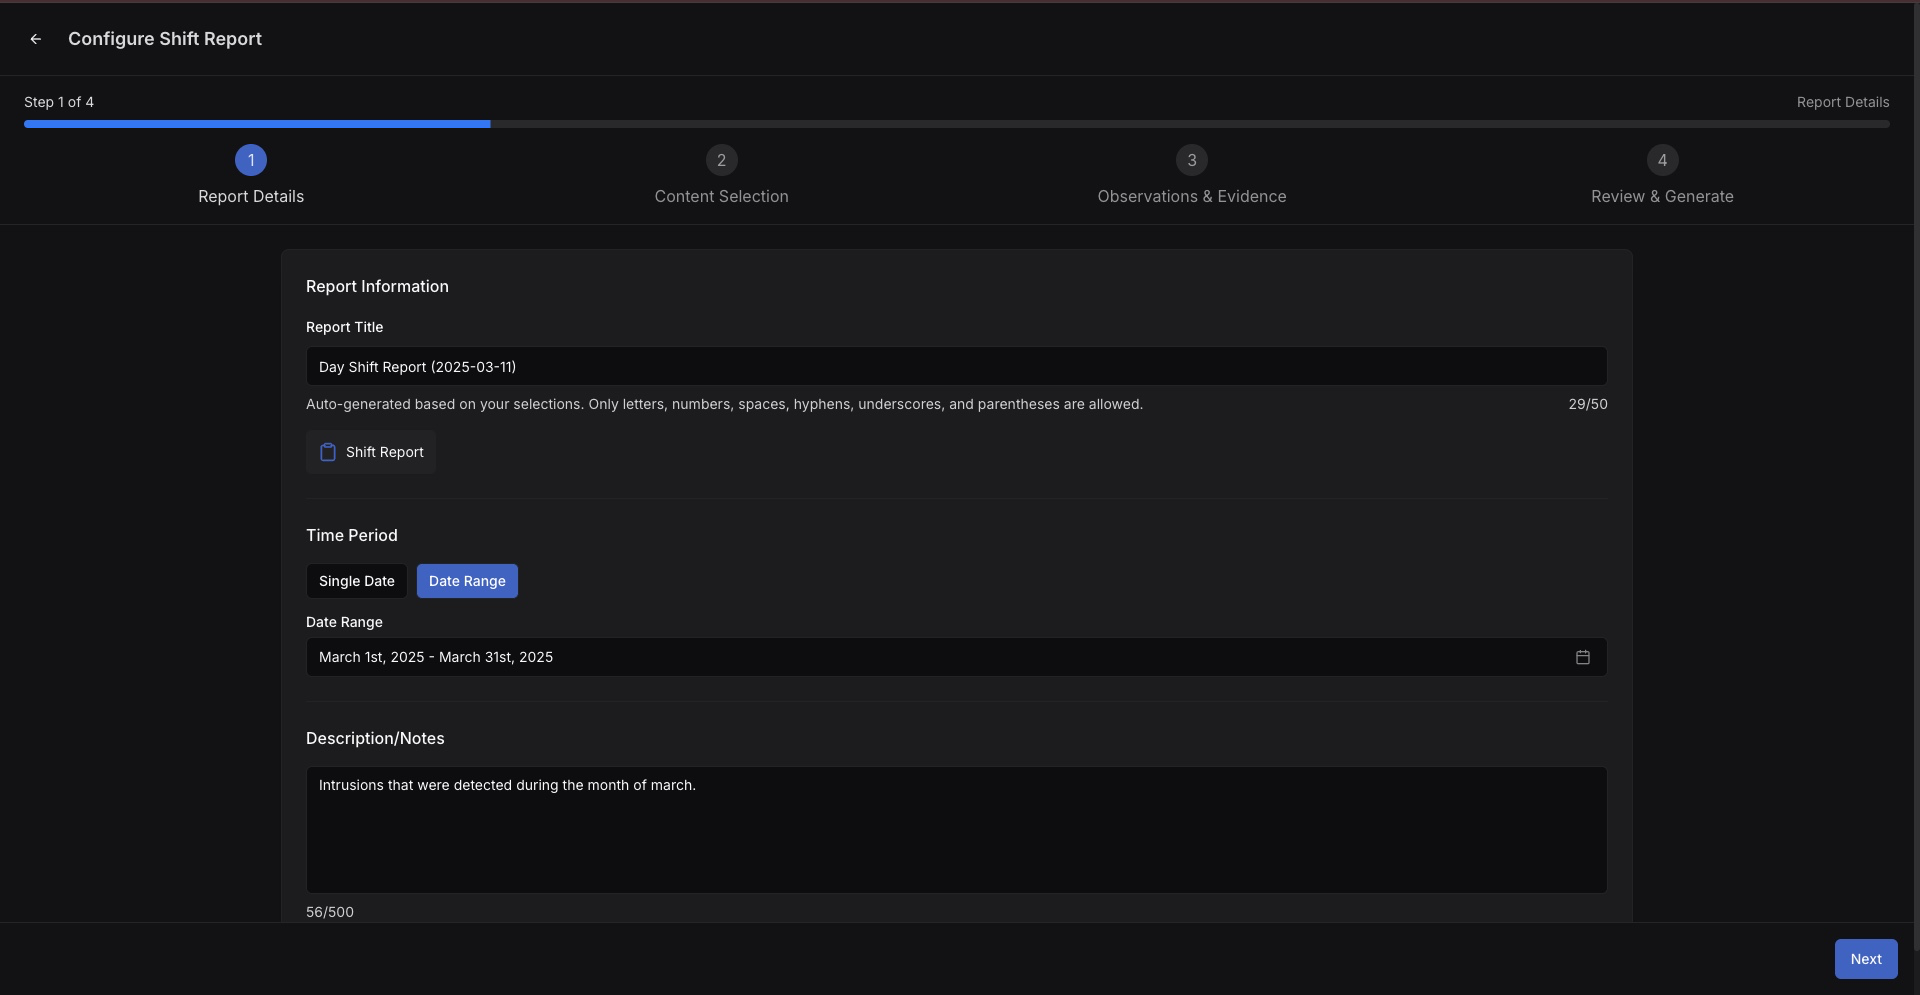 Configure Shift Report
Step 1 of 4
Report Details
1
2
3
4
Report Details
Content Selection
Observations & Evidence
Review & Generate
Report Information
Report Title
Day Shift Report (2025-03-11)
Auto-generated based on your selections. Only letters, numbers, spaces, hyphens, underscores, and parentheses are allowed.
29/50
Shift Report
Time Period
Single Date
Date Range
Date Range
March 1st, 2025 - March 31st, 2025
Description/Notes
Intrusions that were detected during the month of march.
56/500
Next